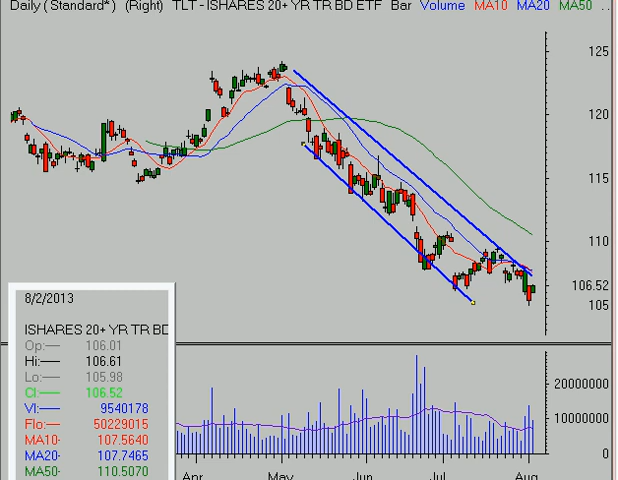 Daily (Standard*) (Right) TLT - ISHARES 20+ YR TR BD ETF Bar Volume MA10 MA20 MA50 ..
125
120
115
110
106.52
105
8/2/2013
ISHARES 20+ YR TR BD
Op: 106.01
Hi: 106.61
Lo: 105.98
Cl: 106.52
Vl: 9540178
Flo: 50229015
MA10- 107.5640
MA20- 107.7465
MA50- 110.5070
20000000
10000000
0
Apr May Jun Jul Aug